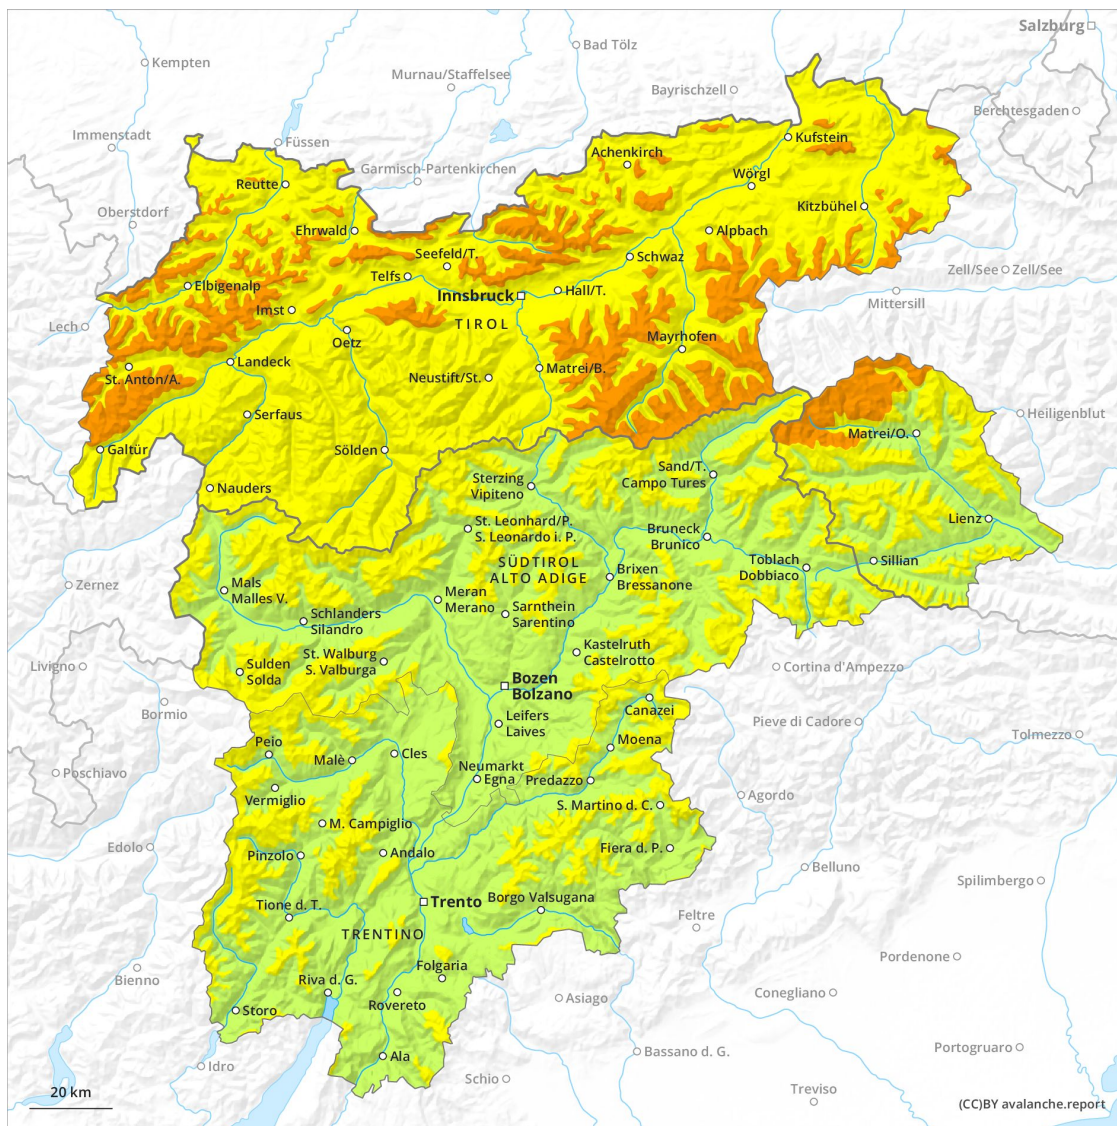 Salzburg
Kempten
Bad Tölz
Murnau/Staffelsee
Bayrischzell
Berchtesgaden
Immenstadt
Füssen
Kufstein
Garmisch-Partenkirchen
Achenkirch
Reutte
Wörgl
Oberstdorf
Kitzbühel
Ehrwald
Alpbach
Seefeld/T.
Schwaz
Telfs
Zell/See
Zell/See
Elbigenalp
Innsbruck
Hall/T.
Mittersill
Imst
TIROL
Lech
Oetz
Mayrhofen
Landeck
Matrei/B.
St. Anton/A.
Neustift/St.
Serfaus
Heiligenblut
Matrei/O.
Galtür
Sölden
Sand/T.
Campo Tures
Sterzing
Vipiteno
Nauders
Lienz
St. Leonhard/P.
S. Leonardo i. P.
Bruneck
Brunico
SÜDTIROL
ALTO ADIGE
Toblach
Dobbiaco
Sillian
Brixen
Bressanone
Zernez
Mals
Malles V.
Meran
Merano
Sarnthein
Sarentino
Schlanders
Silandro
Kastelruth
Castelrotto
St. Walburg
S. Valburga
Livigno
Sulden
Solda
Cortina d'Ampezzo
Bozen
Bolzano
Bormio
Canazei
Leifers
Laives
Pieve di Cadore
Tolmezzo
Peio
Moena
Malè
Cles
Poschiavo
Neumarkt
Egna
Predazzo
Vermiglio
Agordo
S. Martino d. C.
M. Campiglio
Edolo
Pinzolo
Andalo
Fiera d. P.
Belluno
Spilimbergo
Tione d. T.
Trento
Borgo Valsugana
Feltre
TRENTINO
Pordenone
Folgaria
Bienno
Riva d. G.
Conegliano
Asiago
Rovereto
Storo
Portogruaro
Ala
Bassano d. G.
Idro
Schio
Treviso
20 km
(CC)BY avalanche.report